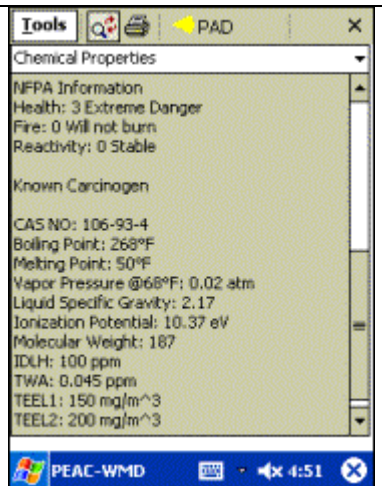 Tools PAD
Chemical Properties
NFPA Information
Health: 3 Extreme Danger
Fire: 0 Will not burn
Reactivity: 0 Stable
Known Carcinogen
CAS NO: 106-93-4
Boiling Point: 268°F
Melting Point: 50°F
Vapor Pressure @68°F: 0.02 atm
Liquid Specific Gravity: 2.17
Ionization Potential: 10.37 eV
Molecular Weight: 187
IDLH: 100 ppm
TWA: 0.045 ppm
TEEL1: 150 mg/m^3
TEEL2: 200 mg/m^3
PEAC-WMD 4:51